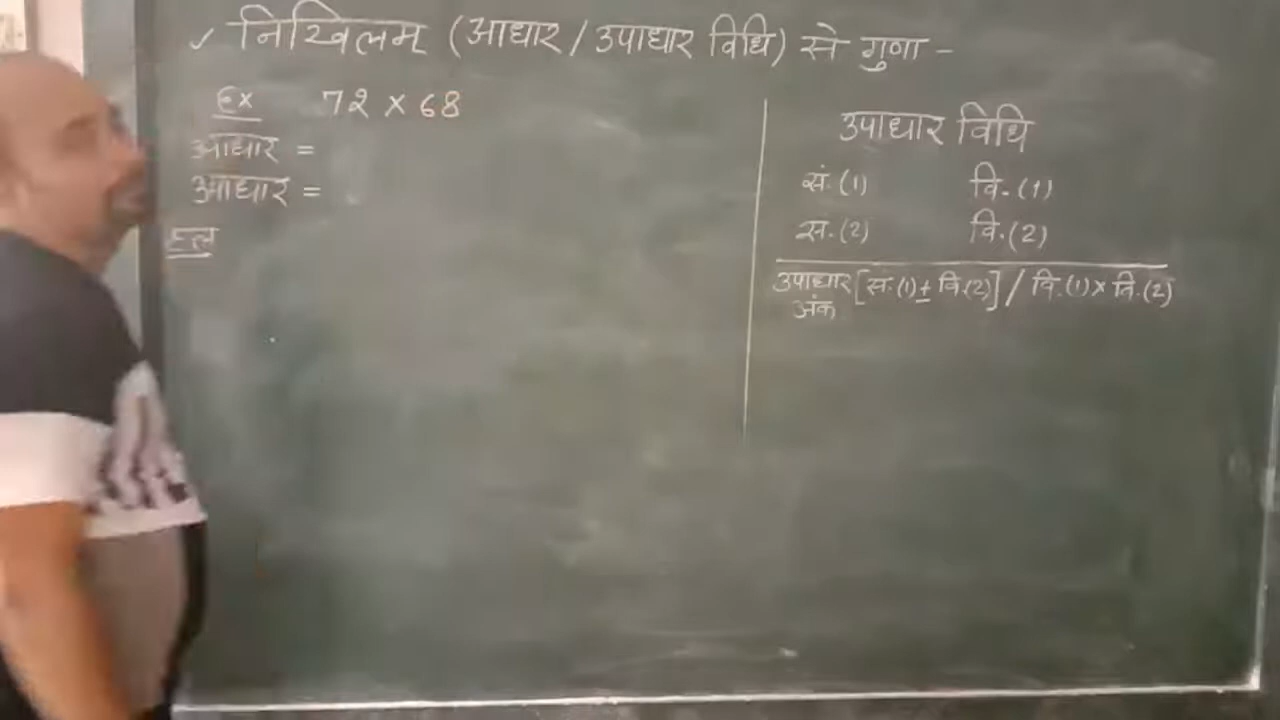 ✓ निखिलम् (आधार / उपाधार विधि) से गुणा -
Ex 72 × 68
आधार =
आधार =
हल
उपाधार विधि
सं.(1) वि.(1)
सं.(2) वि.(2)
उपाधार [सं.(1) ± वि.(2)] / वि.(1) × वि.(2)
अंक